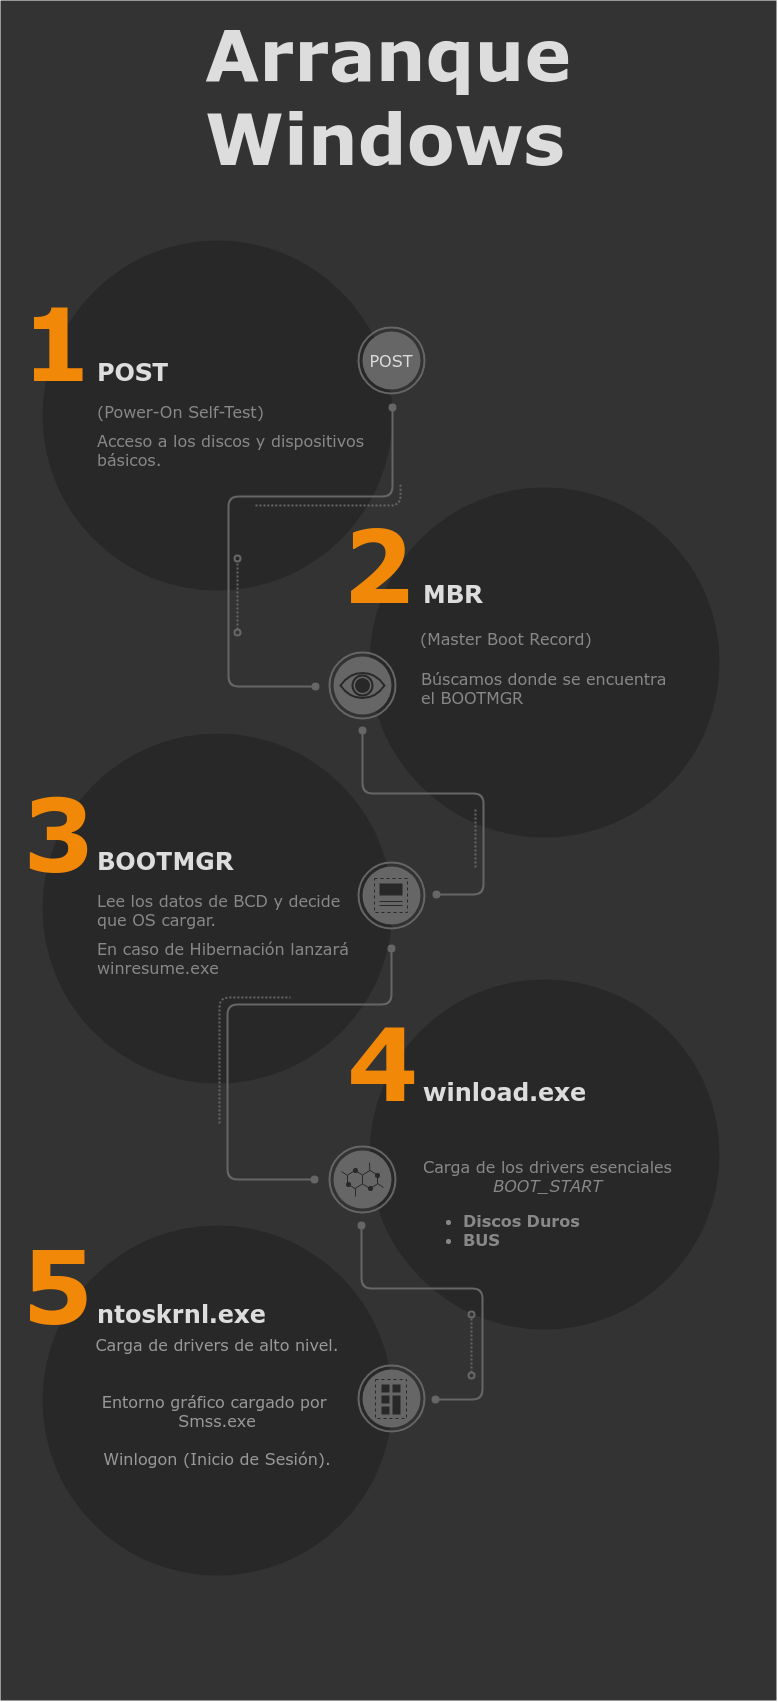 Arranque
Windows
1
POST
POST
(Power-On Self-Test)
Acceso a los discos y dispositivos
básicos.
2
MBR
(Master Boot Record)
Búscamos donde se encuentra
el BOOTMGR
3
BOOTMGR
Lee los datos de BCD y decide
que OS cargar.
En caso de Hibernación lanzará
winresume.exe
4
winload.exe
Carga de los drivers esenciales
BOOT_START
• Discos Duros
• BUS
5
ntoskrnl.exe
Carga de drivers de alto nivel.
Entorno gráfico cargado por
Smss.exe
Winlogon (Inicio de Sesión).